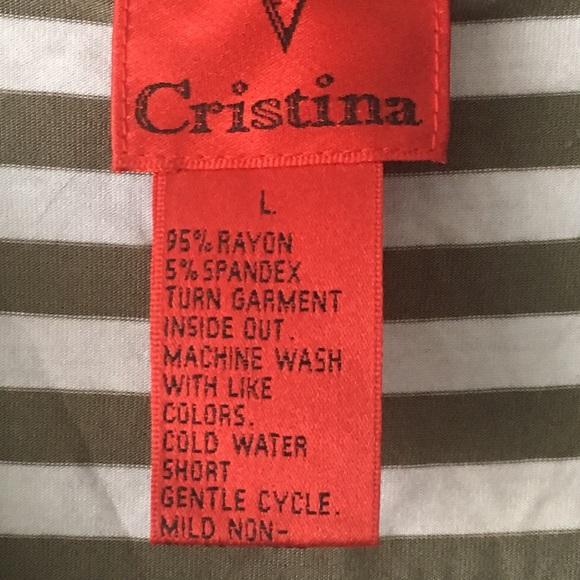 V
Cristina
L
95% RAYON
5% SPANDEX
TURN GARMENT
INSIDE OUT.
MACHINE WASH
WITH LIKE
COLORS.
COLD WATER
SHORT
GENTLE CYCLE.
MILD NON-